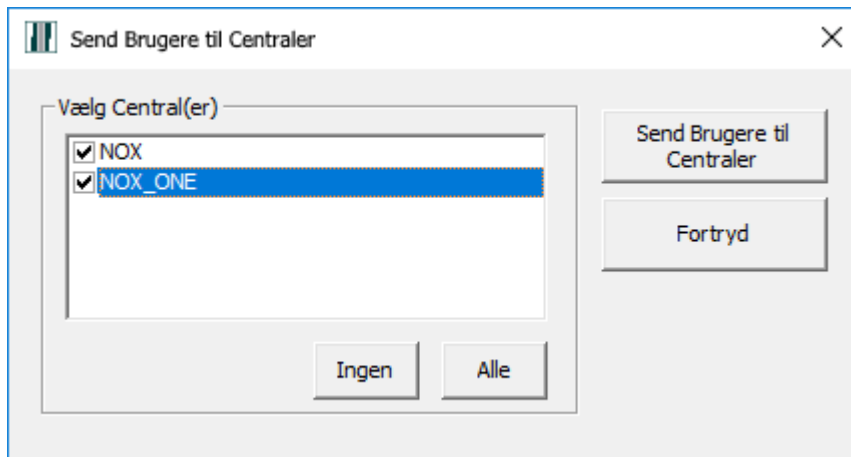 Send Brugere til Centraler
Vælg Central(er)
NOX
NOX_ONE
Send Brugere til
Centraler
Fortryd
Ingen
Alle